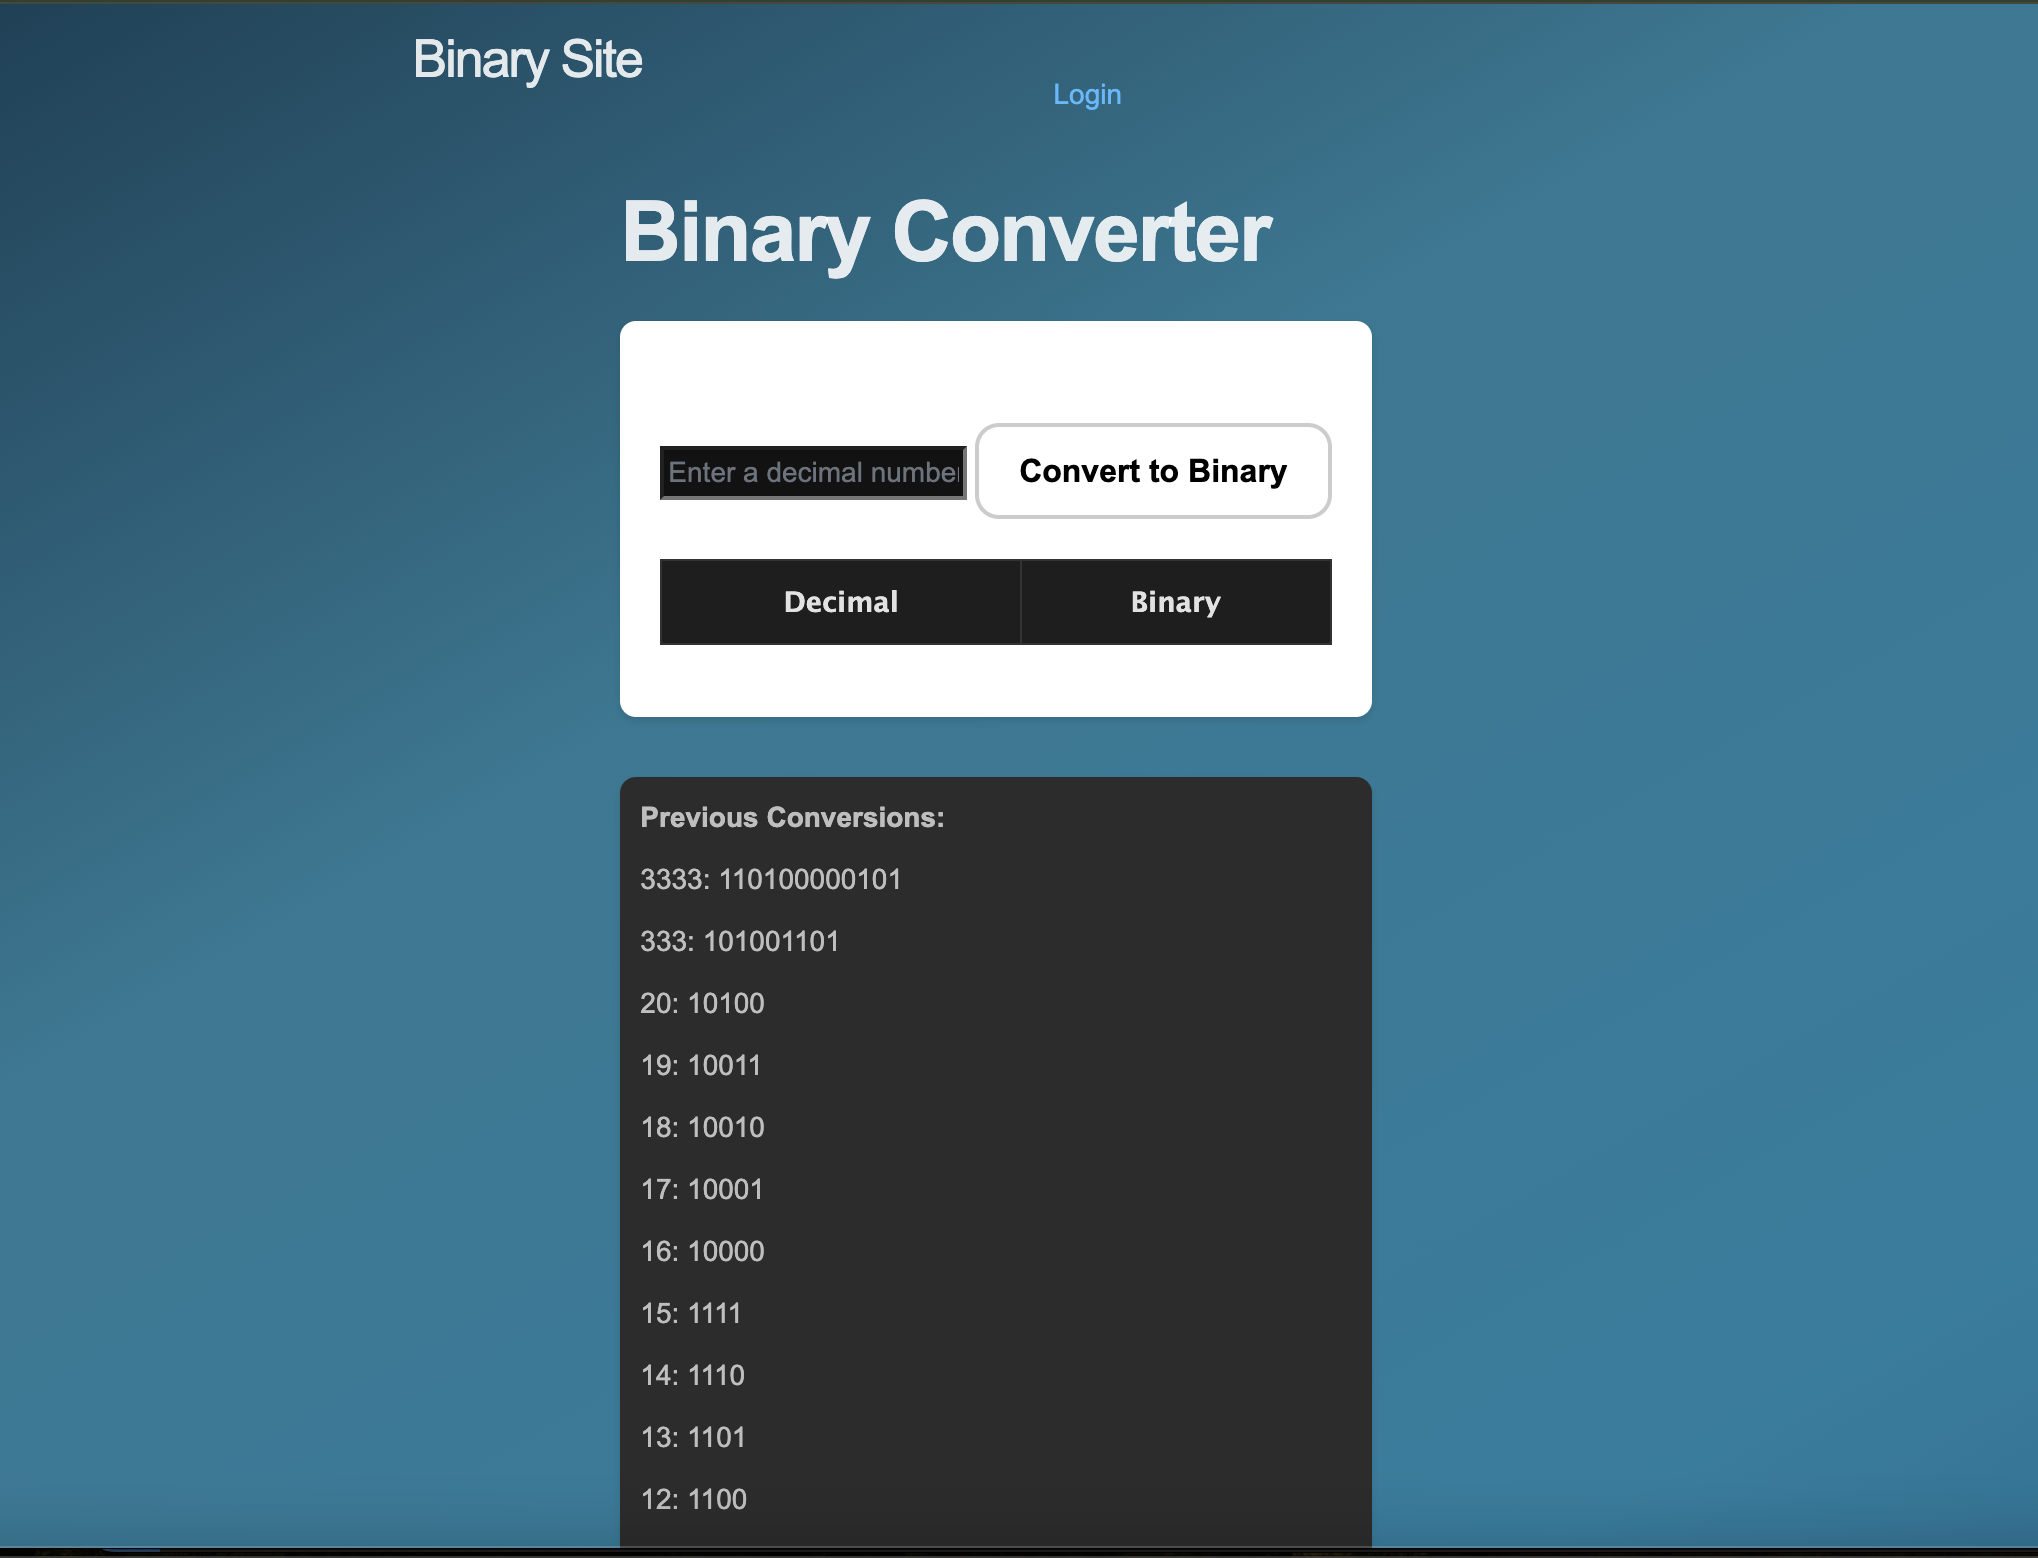 Binary Site
Login
Binary Converter
Enter a decimal number
Convert to Binary
Decimal Binary
Previous Conversions:
3333: 110100000101
333: 101001101
20: 10100
19: 10011
18: 10010
17: 10001
16: 10000
15: 1111
14: 1110
13: 1101
12: 1100